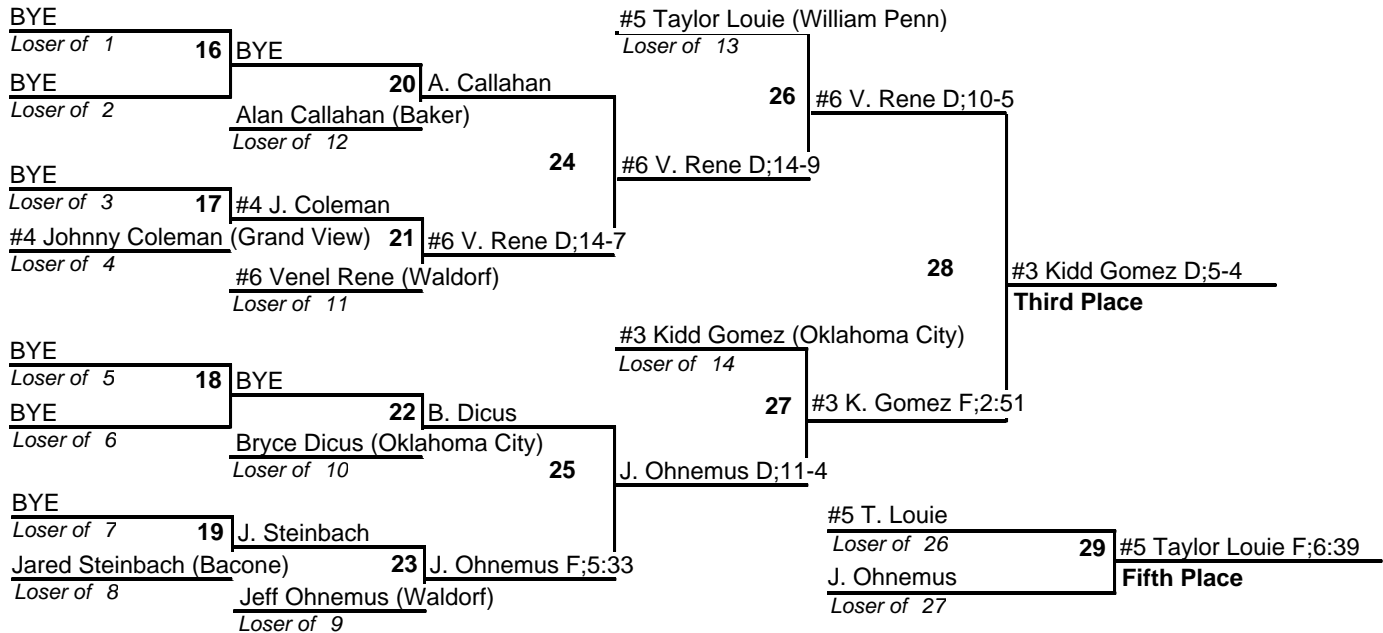 BYE
Loser of 1
16
BYE
BYE
Loser of 2
20
A. Callahan
Alan Callahan (Baker)
Loser of 12
24
BYE
Loser of 3
17
#4 J. Coleman
#4 Johnny Coleman (Grand View)
Loser of 4
21
#6 V. Rene D;14-7
#6 Venel Rene (Waldorf)
Loser of 11
#5 Taylor Louie (William Penn)
Loser of 13
26
#6 V. Rene D;10-5
#6 V. Rene D;14-9
28
#3 Kidd Gomez D;5-4
Third Place
BYE
Loser of 5
18
BYE
BYE
Loser of 6
22
B. Dicus
Bryce Dicus (Oklahoma City)
Loser of 10
25
BYE
Loser of 7
19
J. Steinbach
Jared Steinbach (Bacone)
Loser of 8
23
J. Ohnemus F;5:33
Jeff Ohnemus (Waldorf)
Loser of 9
#3 Kidd Gomez (Oklahoma City)
Loser of 14
27
#3 K. Gomez F;2:51
J. Ohnemus D;11-4
#5 T. Louie
Loser of 26
29
#5 Taylor Louie F;6:39
J. Ohnemus
Fifth Place
Loser of 27